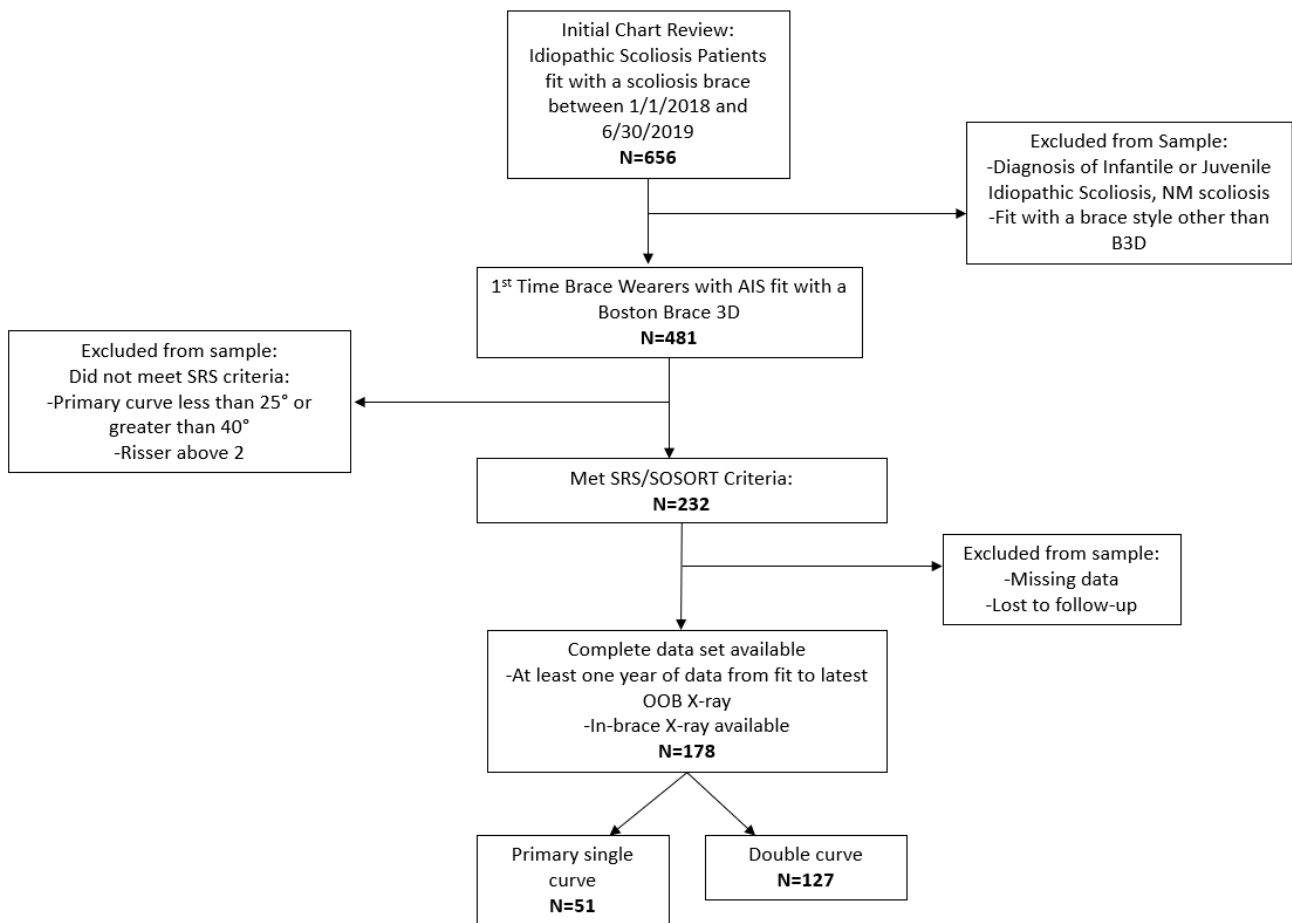 Initial Chart Review:
Idiopathic Scoliosis Patients
fit with a scoliosis brace
between 1/1/2018 and
6/30/2019
N=656
Excluded from Sample:
-Diagnosis of Infantile or Juvenile
Idiopathic Scoliosis, NM scoliosis
-Fit with a brace style other than
B3D
1st Time Brace Wearers with AIS fit with a
Boston Brace 3D
N=481
Excluded from sample:
Did not meet SRS criteria:
-Primary curve less than 25° or
greater than 40°
-Risser above 2
Met SRS/SOSORT Criteria:
N=232
Excluded from sample:
-Missing data
-Lost to follow-up
Complete data set available
-At least one year of data from fit to latest
OOB X-ray
-In-brace X-ray available
N=178
Primary single
curve
N=51
Double curve
N=127